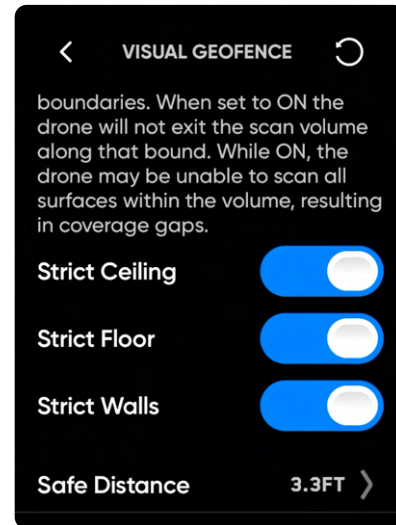 VISUAL GEOFENCE
boundaries. When set to ON the
drone will not exit the scan volume
along that bound. While ON, the
drone may be unable to scan all
surfaces within the volume, resulting
in coverage gaps.
Strict Ceiling
Strict Floor
Strict Walls
Safe Distance 3.3FT